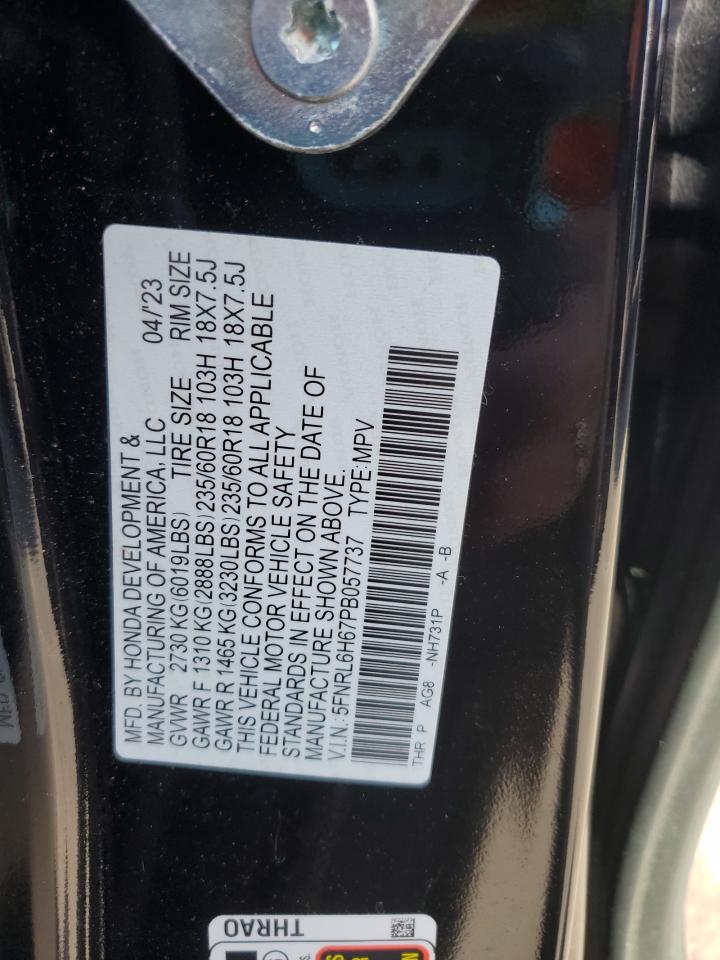 MFD. BY HONDA DEVELOPMENT &
MANUFACTURING OF AMERICA, LLC 04/'23
GVWR 2730 KG (6019LBS) TIRE SIZE RIM SIZE
GAWR F 1310 KG (2888LBS) 235/60R18 103H 18X7.5J
GAWR R 1465 KG (3230LBS) 235/60R18 103H 18X7.5J
THIS VEHICLE CONFORMS TO ALL APPLICABLE
FEDERAL MOTOR VEHICLE SAFETY
STANDARDS IN EFFECT ON THE DATE OF
MANUFACTURE SHOWN ABOVE.
V.I.N.: 5FNRL6H67PB057737 TYPE: MPV
THR P AG8 -NH731P -A -B
THRA0